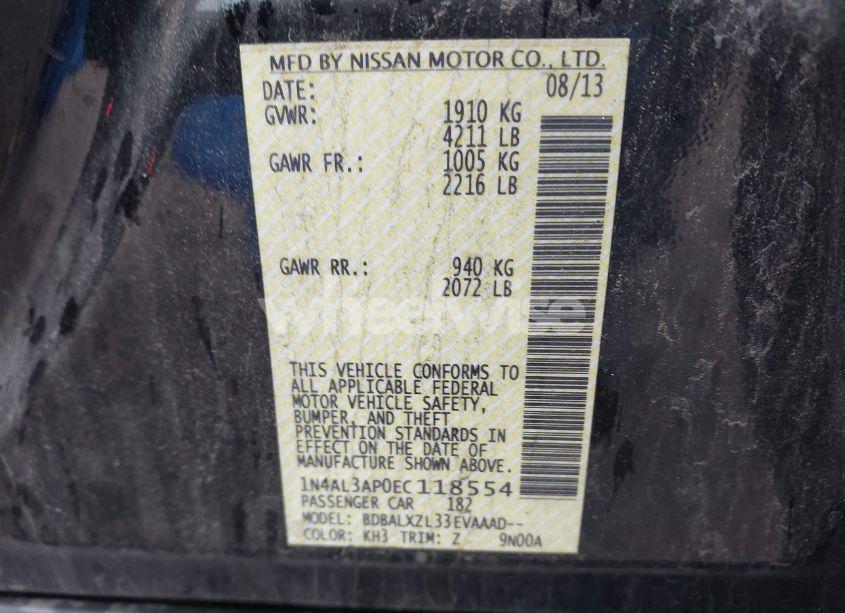 MFD BY NISSAN MOTOR CO., LTD.
DATE: 08/13
GVWR: 1910 KG
4211 LB
GAWR FR.: 1005 KG
2216 LB
GAWR RR.: 940 KG
2072 LB
wheelwise
THIS VEHICLE CONFORMS TO
ALL APPLICABLE FEDERAL
MOTOR VEHICLE SAFETY,
BUMPER, AND THEFT
PREVENTION STANDARDS IN
EFFECT ON THE DATE OF
MANUFACTURE SHOWN ABOVE.
1N4AL3AP0EC118554
PASSENGER CAR 182
MODEL: BDBALXZL33EVAAAD--
COLOR: KH3 TRIM: Z 9N00A